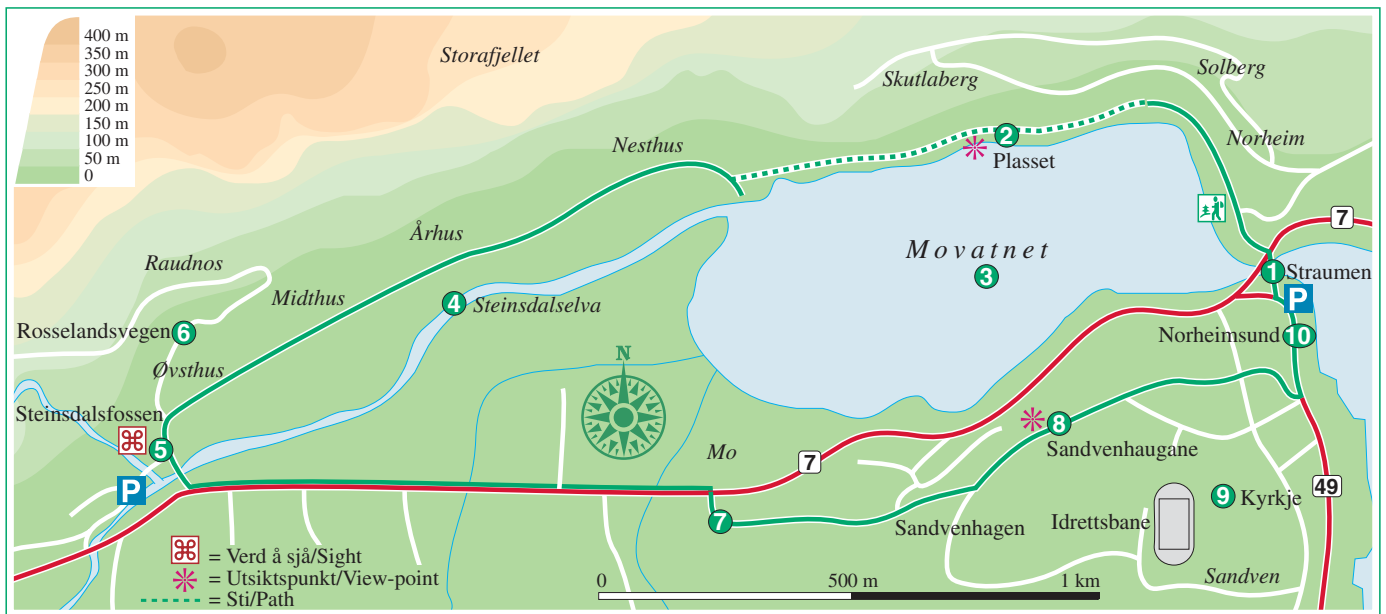 400 m
350 m
300 m
250 m
200 m
150 m
100 m
50 m
0
Storafjellet
Skutlaberg
Solberg
Norheim
Nesthus
2
Plasset
7
Århus
Movatnet
3
1
Straumen
P
Raudnos
Midthus
4
Steinsdalselva
Rosselandsvegen
6
Norheimsund
10
N
Øvsthus
Steinsdalsfossen
5
P
8
Sandvenhaugane
Mo
7
7
Sandvenhagen
Idrettsbane
9
Kyrkje
49
Sandven
= Verd å sjå/Sight
= Utsiktspunkt/View-point
= Sti/Path
0
500 m
1 km